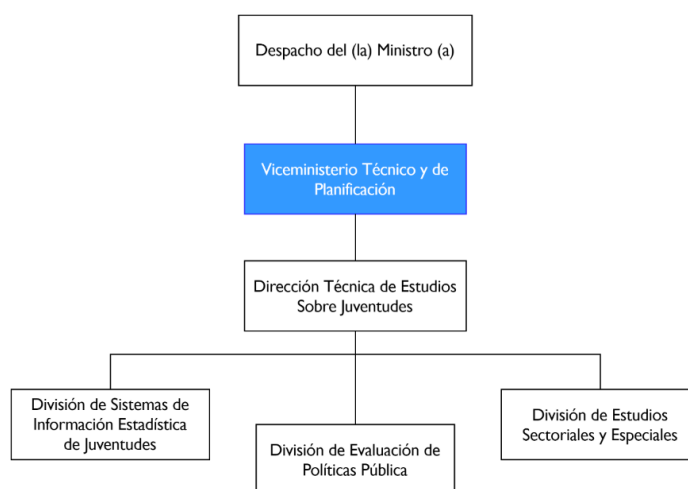 Despacho del (la) Ministro (a)
Viceministerio Técnico y de
Planificación
Dirección Técnica de Estudios
Sobre Juventudes
División de Sistemas de
Información Estadística
de Juventudes
División de Evaluación de
Políticas Pública
División de Estudios
Sectoriales y Especiales